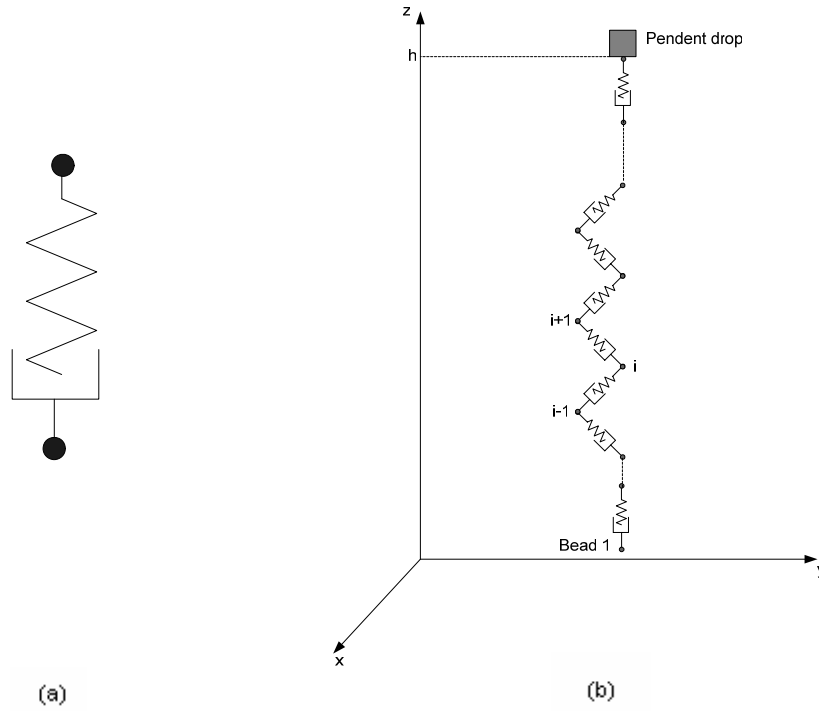 z
Pendent drop
h
i+1
i
i-1
Bead 1
y
x
(a)
(b)